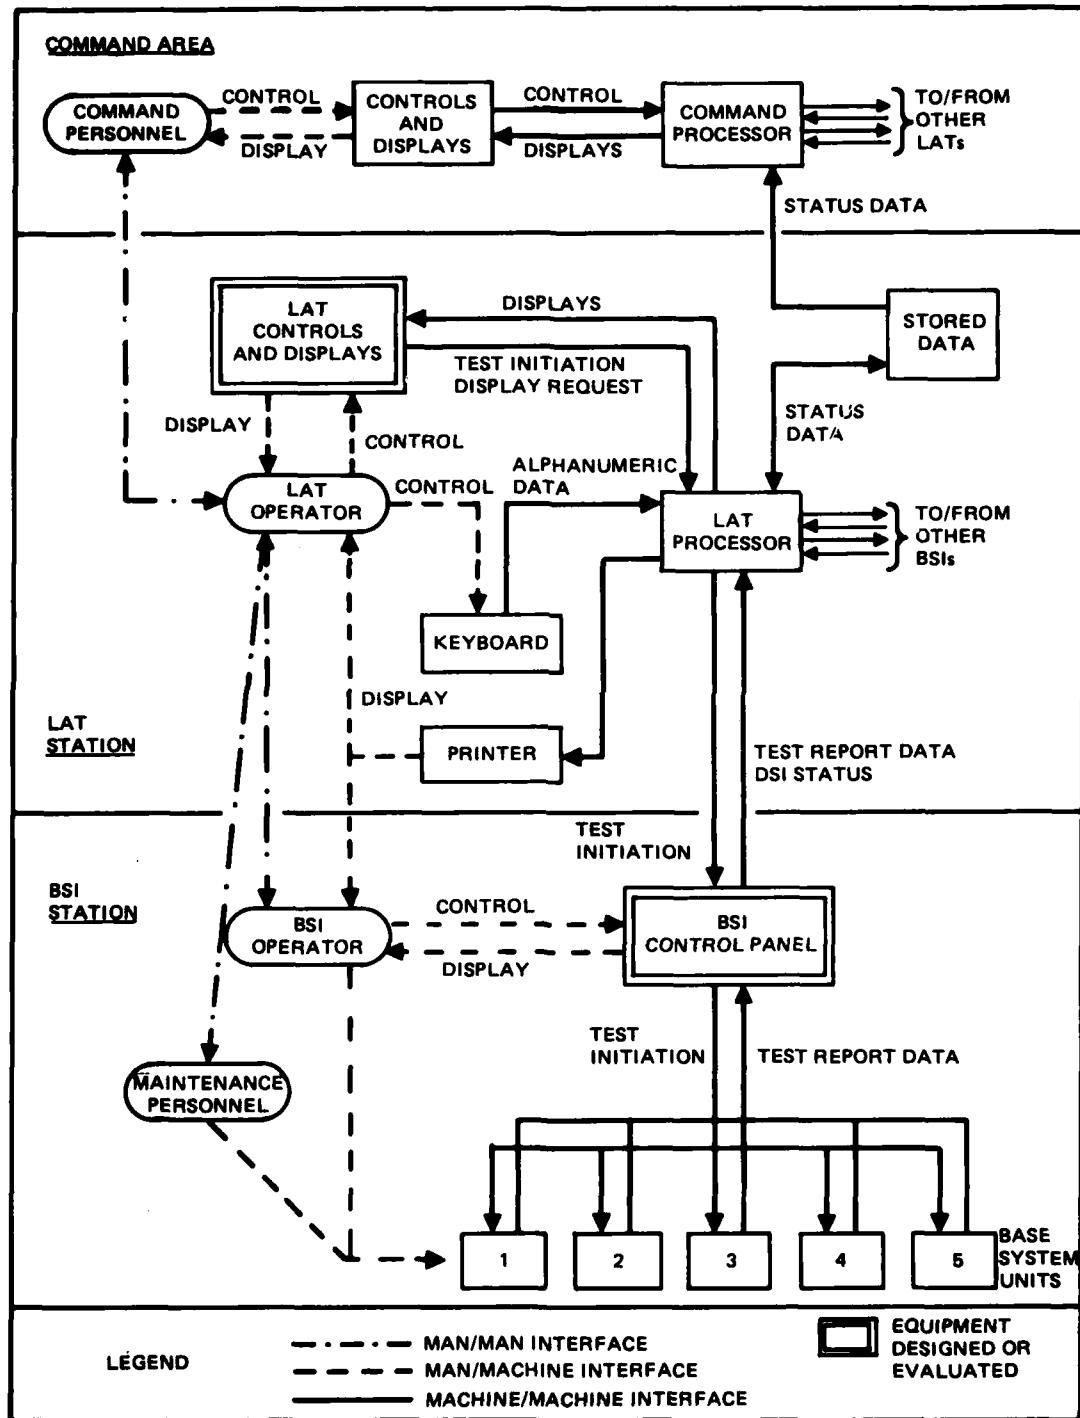 COMMAND AREA
COMMAND
PERSONNEL
CONTROL
DISPLAY
CONTROLS
AND
DISPLAYS
CONTROL
DISPLAYS
COMMAND
PROCESSOR
TO/FROM
OTHER
LATs
STATUS DATA
LAT
CONTROLS
AND DISPLAYS
DISPLAYS
TEST INITIATION
DISPLAY REQUEST
STORED
DATA
DISPLAY
CONTROL
STATUS
DATA
LAT
OPERATOR
CONTROL
ALPHANUMERIC
DATA
LAT
PROCESSOR
TO/FROM
OTHER
BSIs
KEYBOARD
DISPLAY
PRINTER
LAT
STATION
TEST REPORT DATA
DSI STATUS
TEST
INITIATION
BSI
STATION
BSI
OPERATOR
CONTROL
DISPLAY
BSI
CONTROL PANEL
TEST
INITIATION
TEST REPORT DATA
MAINTENANCE
PERSONNEL
1
2
3
4
5
BASE
SYSTEM
UNITS
LEGEND
MAN/MAN INTERFACE
MAN/MACHINE INTERFACE
MACHINE/MACHINE INTERFACE
EQUIPMENT
DESIGNED OR
EVALUATED